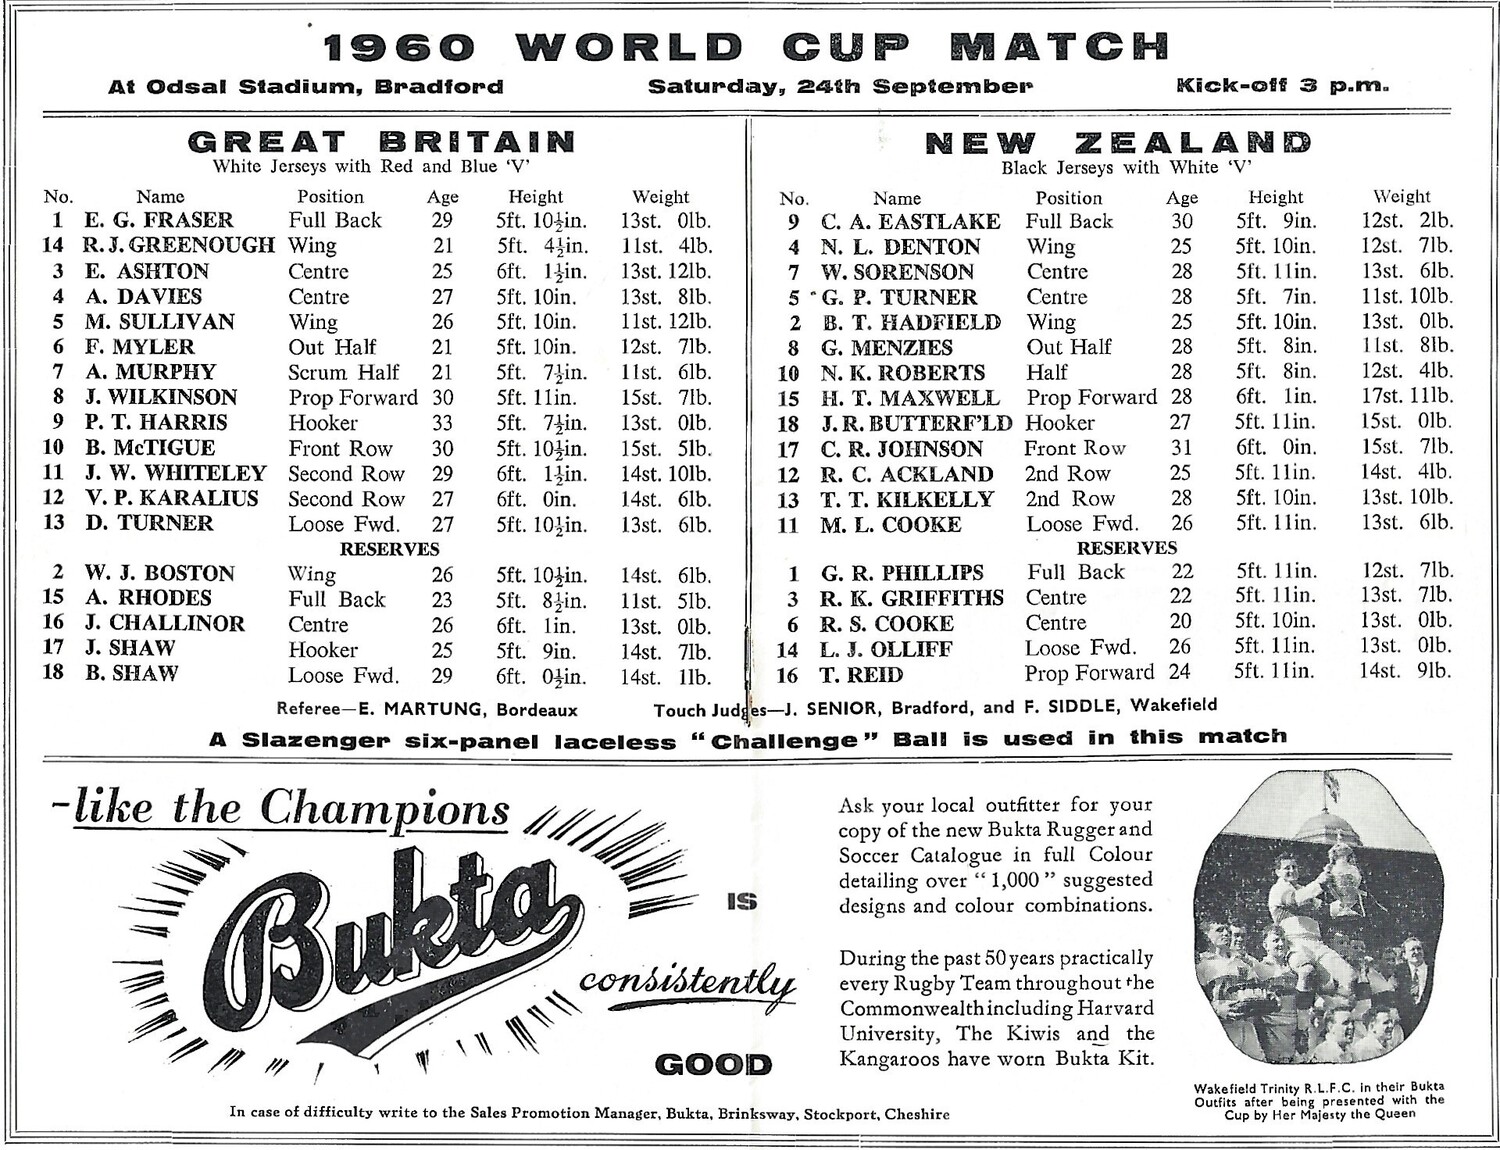 1960 WORLD CUP MATCH
At Odsal Stadium, Bradford Saturday, 24th September Kick-off 3 p.m.
GREAT BRITAIN
White Jerseys with Red and Blue 'V'
No. Name Position Age Height Weight
1 E. G. FRASER Full Back 29 5ft. 10½in. 13st. 0lb.
14 R. J. GREENOUGH Wing 21 5ft. 4½in. 11st. 4lb.
3 E. ASHTON Centre 25 6ft. 1½in. 13st. 12lb.
4 A. DAVIES Centre 27 5ft. 10in. 13st. 8lb.
5 M. SULLIVAN Wing 26 5ft. 10in. 11st. 12lb.
6 F. MYLER Out Half 21 5ft. 10in. 12st. 7lb.
7 A. MURPHY Scrum Half 21 5ft. 7½in. 11st. 6lb.
8 J. WILKINSON Prop Forward 30 5ft. 11in. 15st. 7lb.
9 P. T. HARRIS Hooker 33 5ft. 7½in. 13st. 0lb.
10 B. McTIGUE Front Row 30 5ft. 10½in. 15st. 5lb.
11 J. W. WHITELEY Second Row 29 6ft. 1½in. 14st. 10lb.
12 V. P. KARALIUS Second Row 27 6ft. 0in. 14st. 6lb.
13 D. TURNER Loose Fwd. 27 5ft. 10½in. 13st. 6lb.
RESERVES
2 W. J. BOSTON Wing 26 5ft. 10½in. 14st. 6lb.
15 A. RHODES Full Back 23 5ft. 8½in. 11st. 5lb.
16 J. CHALLINOR Centre 26 6ft. 1in. 13st. 0lb.
17 J. SHAW Hooker 25 5ft. 9in. 14st. 7lb.
18 B. SHAW Loose Fwd. 29 6ft. 0½in. 14st. 1lb.
NEW ZEALAND
Black Jerseys with White 'V'
No. Name Position Age Height Weight
9 C. A. EASTLAKE Full Back 30 5ft. 9in. 12st. 2lb.
4 N. L. DENTON Wing 25 5ft. 10in. 12st. 7lb.
7 W. SORENSON Centre 28 5ft. 11in. 13st. 6lb.
5 G. P. TURNER Centre 28 5ft. 7in. 11st. 10lb.
2 B. T. HADFIELD Wing 25 5ft. 10in. 13st. 0lb.
8 G. MENZIES Out Half 28 5ft. 8in. 11st. 8lb.
10 N. K. ROBERTS Half 28 5ft. 8in. 12st. 4lb.
15 H. T. MAXWELL Prop Forward 28 6ft. 1in. 17st. 11lb.
18 J. R. BUTTERF'LD Hooker 27 5ft. 11in. 15st. 0lb.
17 C. R. JOHNSON Front Row 31 6ft. 0in. 15st. 7lb.
12 R. C. ACKLAND 2nd Row 25 5ft. 11in. 14st. 4lb.
13 T. T. KILKELLY 2nd Row 28 5ft. 10in. 13st. 10lb.
11 M. L. COOKE Loose Fwd. 26 5ft. 11in. 13st. 6lb.
RESERVES
1 G. R. PHILLIPS Full Back 22 5ft. 11in. 12st. 7lb.
3 R. K. GRIFFITHS Centre 22 5ft. 11in. 13st. 7lb.
6 R. S. COOKE Centre 20 5ft. 10in. 13st. 0lb.
14 L. J. OLLIFF Loose Fwd. 26 5ft. 11in. 13st. 0lb.
16 T. REID Prop Forward 24 5ft. 11in. 14st. 9lb.
Referee—E. MARTUNG, Bordeaux Touch Judges—J. SENIOR, Bradford, and F. SIDDLE, Wakefield
A Slazenger six-panel laceless "Challenge" Ball is used in this match
-like the Champions
Bukta
IS
consistently
GOOD
Ask your local outfitter for your
copy of the new Bukta Rugger and
Soccer Catalogue in full Colour
detailing over "1,000" suggested
designs and colour combinations.
During the past 50 years practically
every Rugby Team throughout the
Commonwealth including Harvard
University, The Kiwis and the
Kangaroos have worn Bukta Kit.
Wakefield Trinity R.L.F.C. in their Bukta
Outfits after being presented with the
Cup by Her Majesty the Queen
In case of difficulty write to the Sales Promotion Manager, Bukta, Brinksway, Stockport, Cheshire